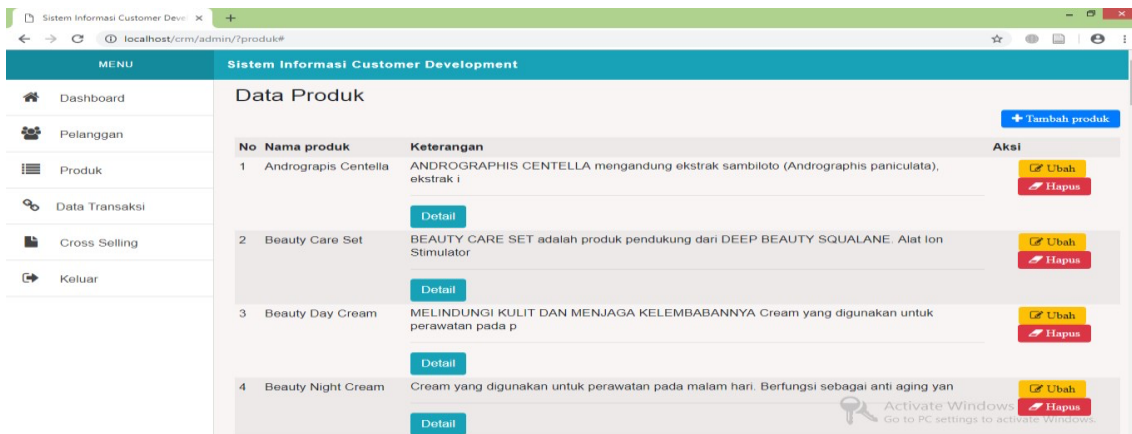 Sistem Informasi Customer Deve
localhost/crm/admin/?produk#
MENU
Sistem Informasi Customer Development
Dashboard
Pelanggan
Produk
Data Transaksi
Cross Selling
Keluar
Data Produk
Tambah produk
No Nama produk Keterangan Aksi
1 Andrograpis Centella ANDROGRAPHIS CENTELLA mengandung ekstrak sambiloto (Andrographis paniculata),
ekstrak i
Ubah
Hapus
Detail
2 Beauty Care Set BEAUTY CARE SET adalah produk pendukung dari DEEP BEAUTY SQUALANE. Alat Ion
Stimulator
Ubah
Hapus
Detail
3 Beauty Day Cream MELINDUNGI KULIT DAN MENJAGA KELEMBABANNYA Cream yang digunakan untuk
perawatan pada p
Ubah
Hapus
Detail
4 Beauty Night Cream Cream yang digunakan untuk perawatan pada malam hari. Berfungsi sebagai anti aging yan
Ubah
Hapus
Detail
Activate Windows
Go to PC settings to activate Windows.